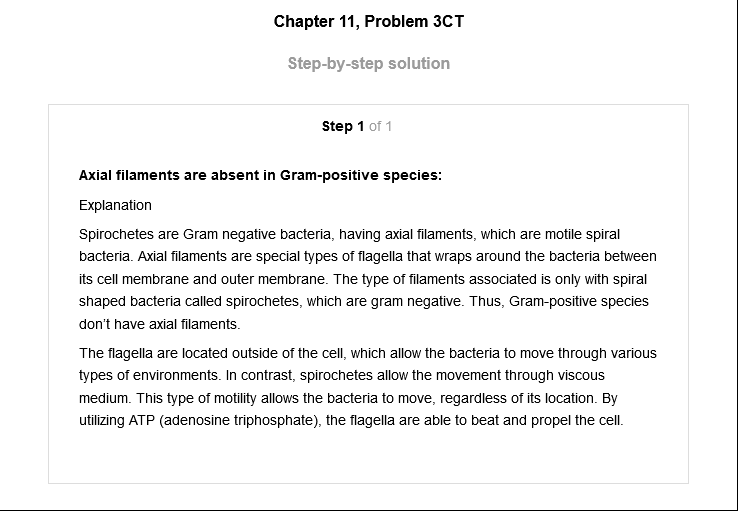 Chapter 11, Problem 3CT
Step-by-step solution
Step 1 of 1
Axial filaments are absent in Gram-positive species:
Explanation
Spirochetes are Gram negative bacteria, having axial filaments, which are motile spiral
bacteria. Axial filaments are special types of flagella that wraps around the bacteria between
its cell membrane and outer membrane. The type of filaments associated is only with spiral
shaped bacteria called spirochetes, which are gram negative. Thus, Gram-positive species
don’t have axial filaments.
The flagella are located outside of the cell, which allow the bacteria to move through various
types of environments. In contrast, spirochetes allow the movement through viscous
medium. This type of motility allows the bacteria to move, regardless of its location. By
utilizing ATP (adenosine triphosphate), the flagella are able to beat and propel the cell.